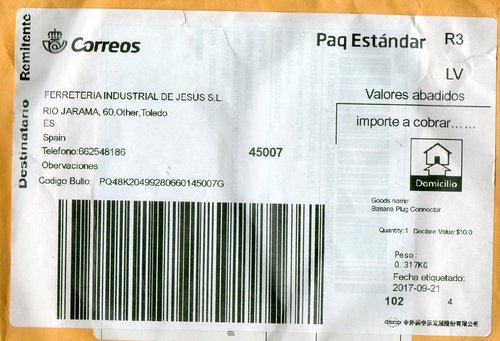 Remitente
Correos
Paq Estándar
R3
LV
Destinatario
FERRETERIA INDUSTRIAL DE JESUS S.L.
RIO JARAMA, 60,Other,Toledo
ES
Spain
Telefono:662548186
45007
Obervaciones
Codigo Bulto: PQ48K20499280660145007G
Valores abadidos
importe a cobrar......
Domicilio
Goods name:
Banana Plug Connector
Quantity:1 Declare Value:$10.0
Peso:
0.317KG
Fecha etiquetado:
2017-09-21
102
4